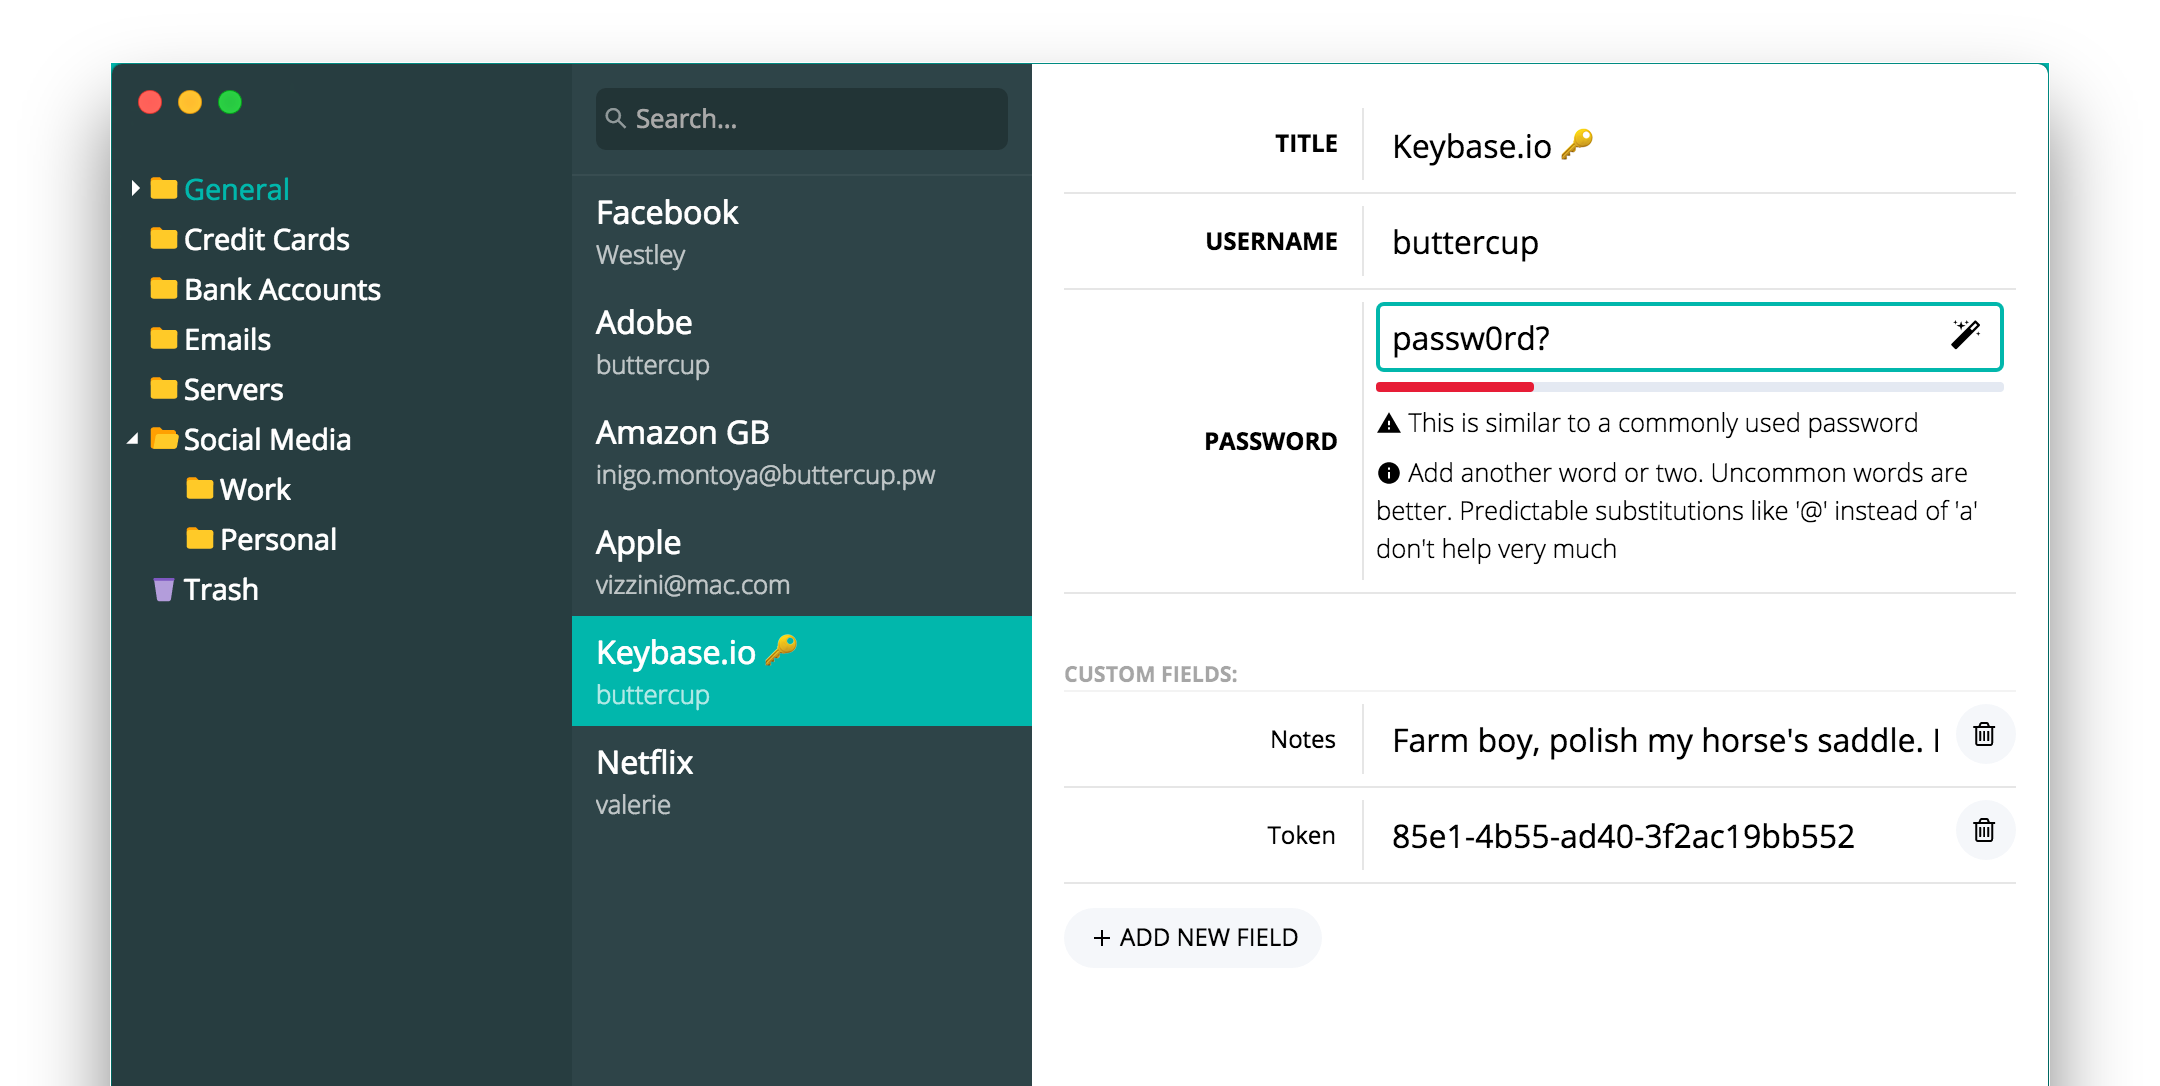 General
Credit Cards
Bank Accounts
Emails
Servers
Social Media
Work
Personal
Trash
Search...
Facebook
Westley
Adobe
buttercup
Amazon GB
inigo.montoya@buttercup.pw
Apple
vizzini@mac.com
Keybase.io 🔑
buttercup
Netflix
valerie
TITLE
Keybase.io 🔑
USERNAME
buttercup
PASSWORD
passw0rd?
This is similar to a commonly used password
Add another word or two. Uncommon words are
better. Predictable substitutions like '@' instead of 'a'
don't help very much
CUSTOM FIELDS:
Notes
Farm boy, polish my horse's saddle. I
Token
85e1-4b55-ad40-3f2ac19bb552
+ ADD NEW FIELD